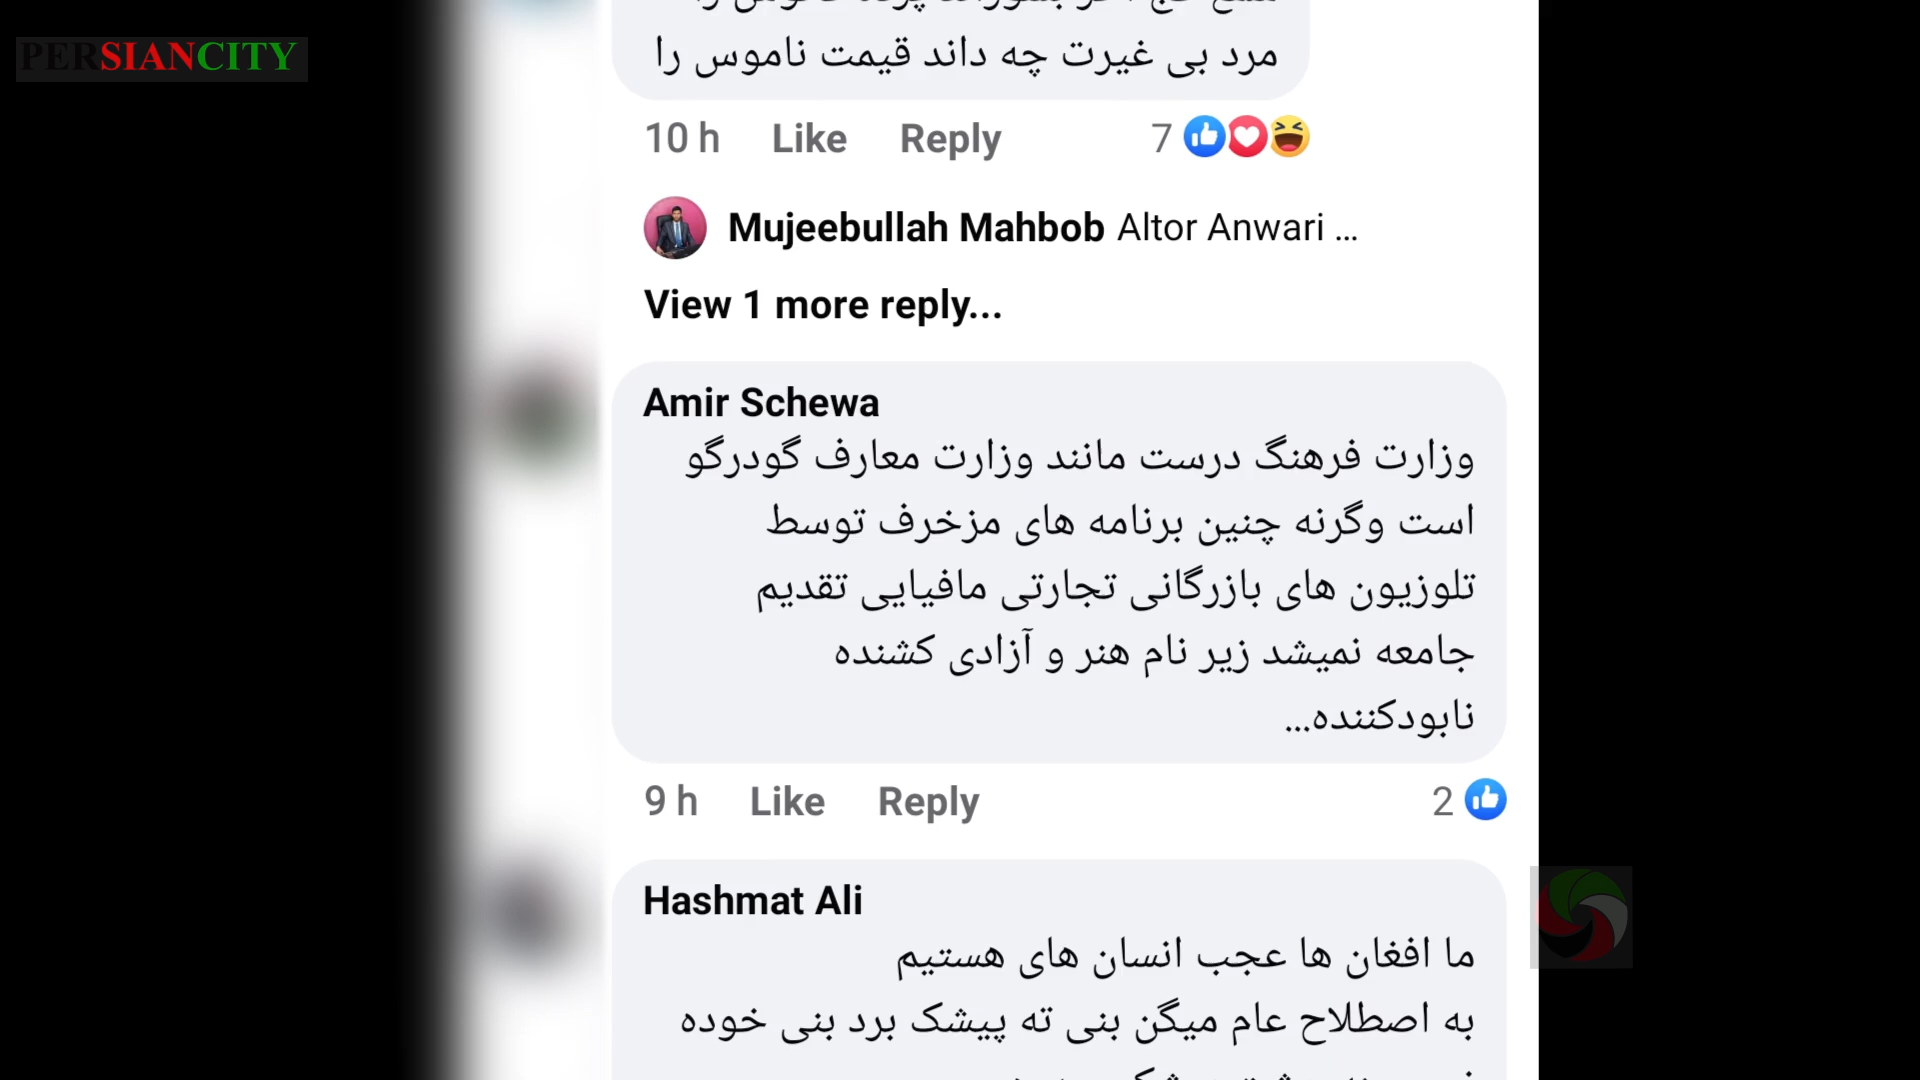 PERSIANCITY
مرد بی غیرت چه داند قیمت ناموس را
10 h Like Reply 7
Mujeebullah Mahbob Altor Anwari ...
View 1 more reply...
Amir Schewa
وزارت فرهنگ درست مانند وزارت معارف گودرگو
است وگرنه چنین برنامه های مزخرف توسط
تلوزیون های بازرگانی تجارتی مافیایی تقدیم
جامعه نمیشد زیر نام هنر و آزادی کشنده
نابودکننده...
9 h Like Reply 2
Hashmat Ali
ما افغان ها عجب انسان های هستیم
به اصطلاح عام میگن بنی ته پیشک برد بنی خوده